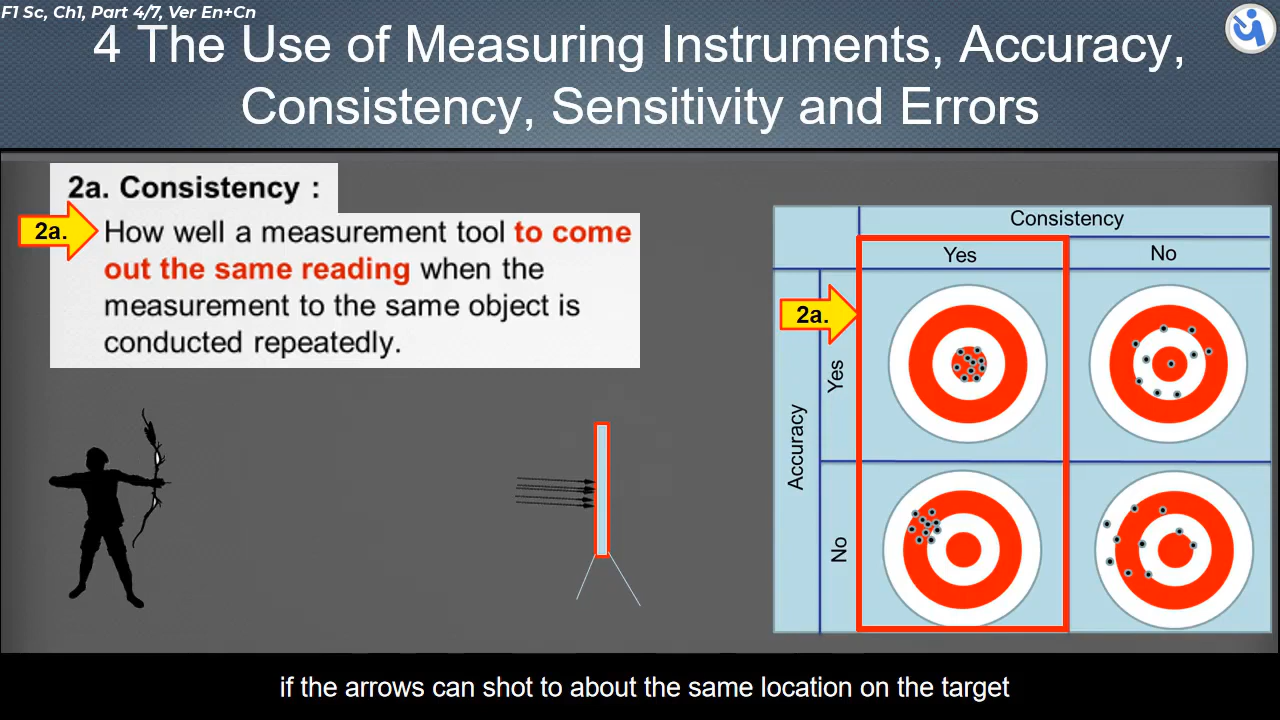 F1 Sc, Ch1, Part 4/7, Ver En+Cn
4 The Use of Measuring Instruments, Accuracy,
Consistency, Sensitivity and Errors
2a. Consistency :
2a.
How well a measurement tool to come
out the same reading when the
measurement to the same object is
conducted repeatedly.
Consistency
Yes
No
2a.
Accuracy
Yes
No
if the arrows can shot to about the same location on the target